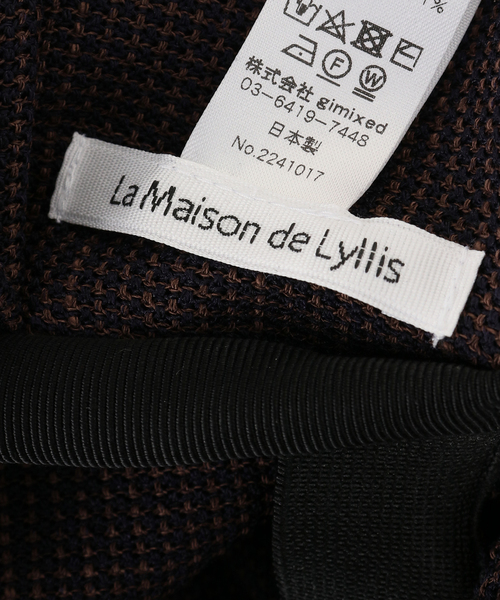 %
株式会社 gimixed
03-6419-7448
日本製
No.2241017
La Maison de Lyllis